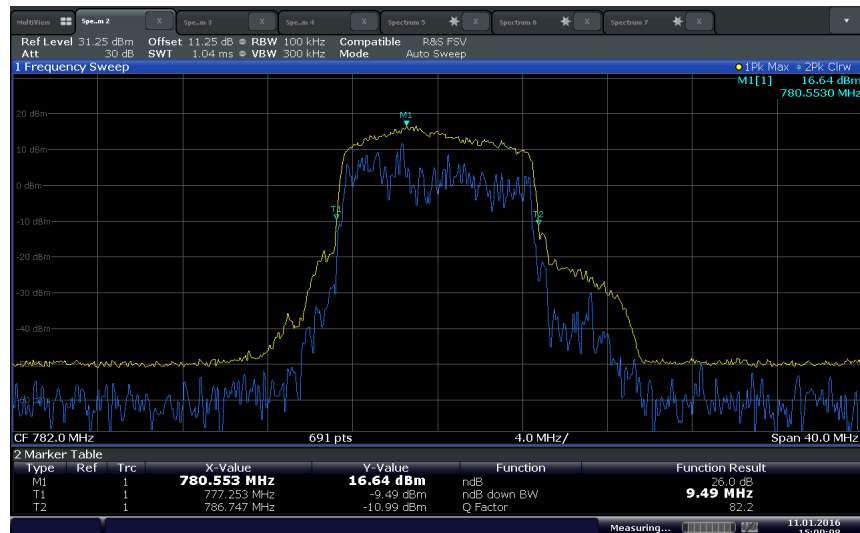 MultiView Spe..m 2 X Spe..m 3 X Spe..m 4 X Spectrum 5 X Spectrum 6 X Spectrum 7 X
Ref Level 31.25 dBm Offset 11.25 dB RBW 100 kHz Compatible R&S FSV
Att 30 dB SWT 1.04 ms VBW 300 kHz Mode Auto Sweep
1 Frequency Sweep 1Pk Max 2Pk Clrw
M1[1] 16.64 dBm
780.5530 MHz
20 dBm
M1
10 dBm
0 dBm
T1
T2
-10 dBm
-20 dBm
-30 dBm
-40 dBm
CF 782.0 MHz 691 pts 4.0 MHz/ Span 40.0 MHz
2 Marker Table
Type Ref Trc X-Value Y-Value Function Function Result
M1 1 780.553 MHz 16.64 dBm ndB 26.0 dB
T1 1 777.253 MHz -9.49 dBm ndB down BW 9.49 MHz
T2 1 786.747 MHz -10.99 dBm Q Factor 82.2
Measuring... 11.01.2016
15:00:08